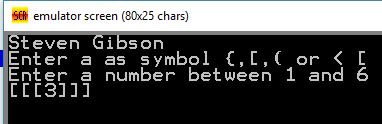 emulator screen (80x25 chars)
Steven Gibson
Enter a as symbol {,[,( or < [
Enter a number between 1 and 6
[[[3]]]